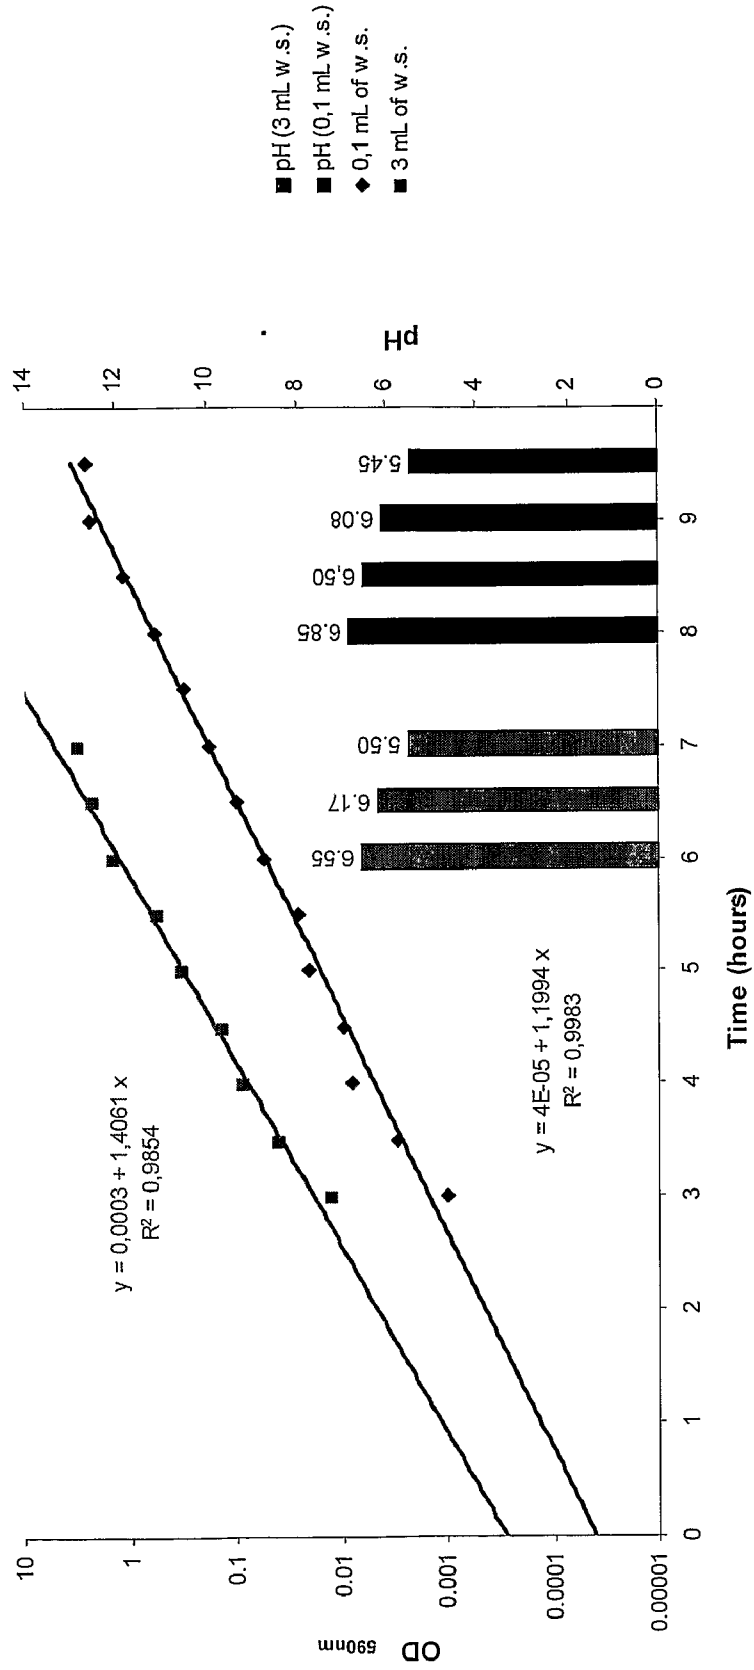 10
1
0.1
0.01
0.001
0.0001
0.00001
OD 590nm
y = 0,0003 + 1,4061 x
R² = 0,9854
y = 4E-05 + 1,1994 x
R² = 0,9983
6.55
6.17
5.50
6.85
6,50
6.08
5.45
0
1
2
3
4
5
6
7
8
9
Time (hours)
14
12
10
8
6
4
2
0
pH
pH (3 mL w.s.)
pH (0,1 mL w.s.)
0,1 mL of w.s.
3 mL of w.s.